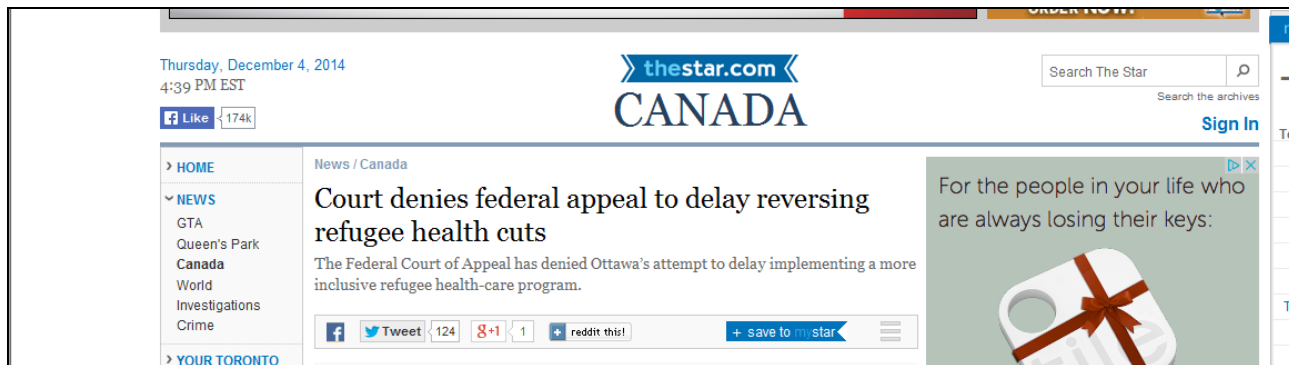 ORDER NOW!
Thursday, December 4, 2014
4:39 PM EST
thestar.com
CANADA
Search The Star
Search the archives
Sign In
Like
174k
HOME
NEWS
GTA
Queen's Park
Canada
World
Investigations
Crime
YOUR TORONTO
News / Canada
Court denies federal appeal to delay reversing
refugee health cuts
The Federal Court of Appeal has denied Ottawa's attempt to delay implementing a more
inclusive refugee health-care program.
Tweet
124
g+1
1
reddit this!
+ save to mystar
For the people in your life who
are always losing their keys:
tile